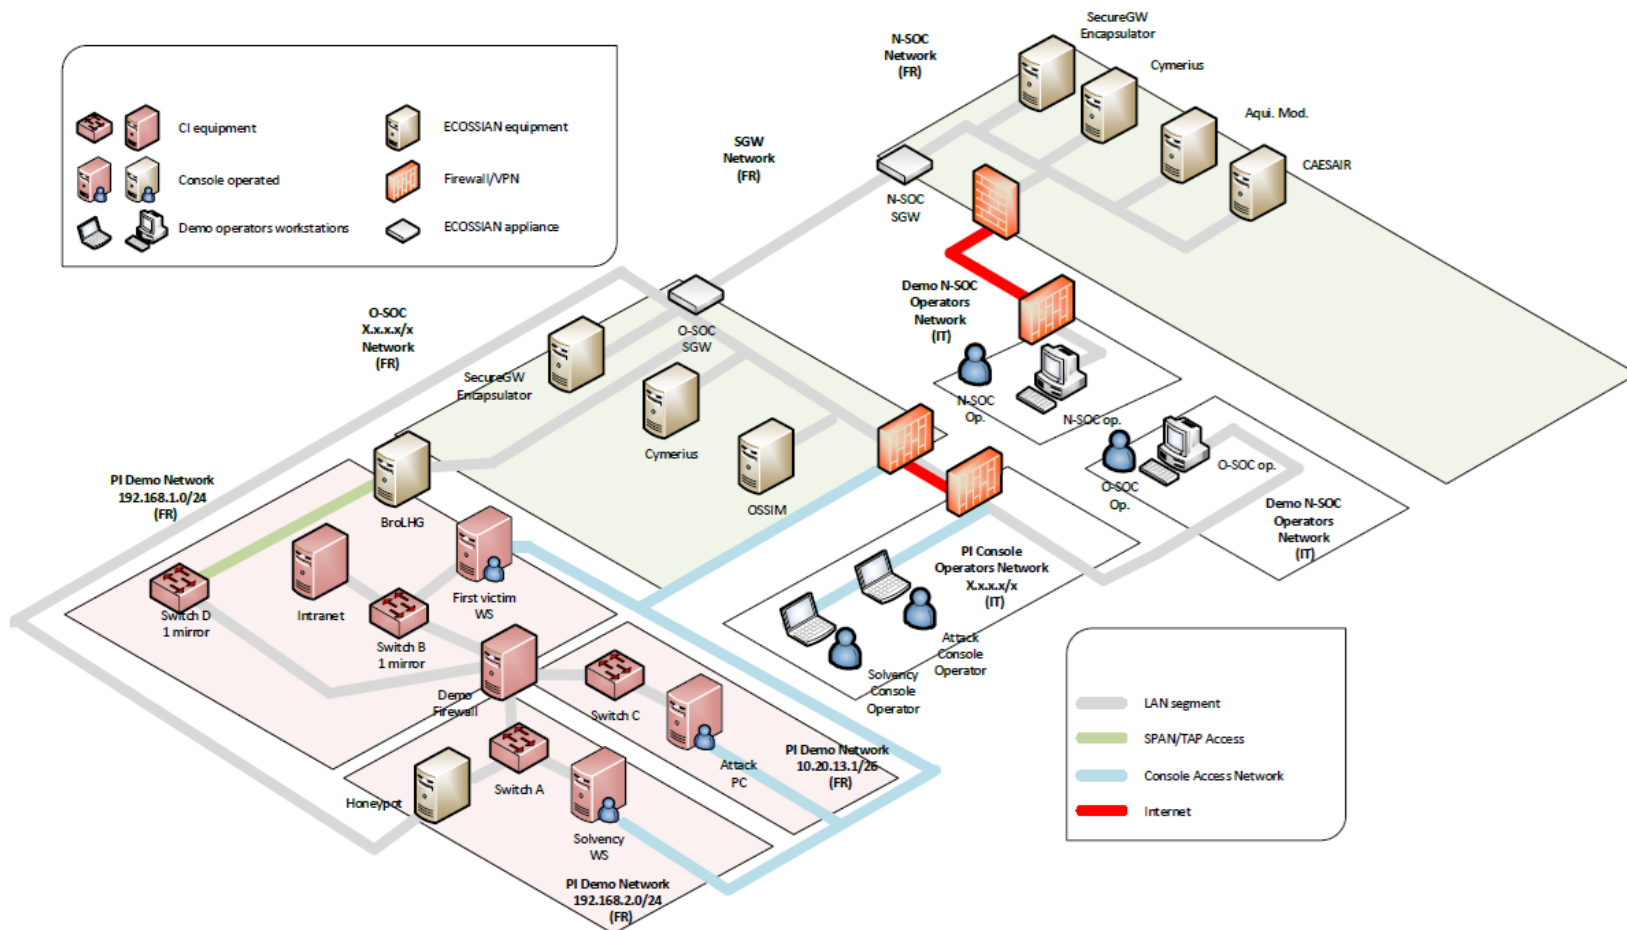 SecureGW
Encapsulator
N-SOC
Network
(FR)
Cymerius
Aqui. Mod.
CAESAIR
CI equipment
ECOSSIAN equipment
Console operated
Firewall/VPN
Demo operators workstations
ECOSSIAN appliance
SGW
Network
(FR)
N-SOC
SGW
Demo N-SOC
Operators
Network
(IT)
O-SOC
X.x.x.x/x
Network
(FR)
O-SOC
SGW
SecureGW
Encapsulator
N-SOC
Op.
N-SOC op.
Cymerius
O-SOC op.
O-SOC
Op.
PI Demo Network
192.168.1.0/24
(FR)
OSSIM
BroLHG
Demo N-SOC
Operators
Network
(IT)
PI Console
Operators Network
X.x.x.x/x
(IT)
First victim
WS
Intranet
Switch D
1 mirror
Switch B
1 mirror
Attack
Console
Operator
Solvency
Console
Operator
Demo
Firewall
Switch C
LAN segment
SPAN/TAP Access
Console Access Network
Internet
PI Demo Network
10.20.13.1/26
(FR)
Attack
PC
Switch A
Honeypot
Solvency
WS
PI Demo Network
192.168.2.0/24
(FR)